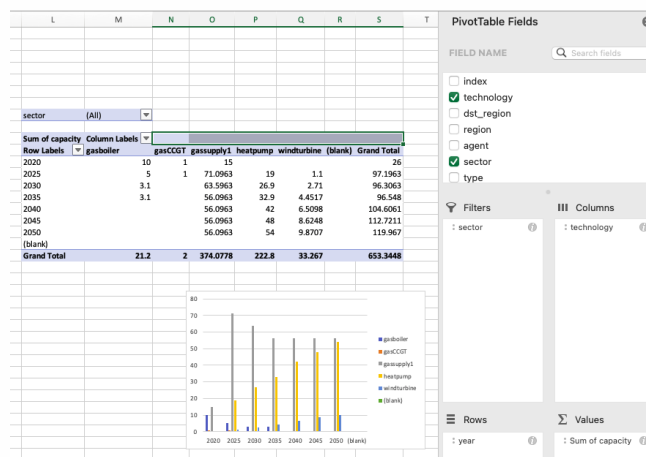 L M N O P Q R S T
PivotTable Fields
FIELD NAME
Search fields
index
technology
dst_region
region
agent
sector
type
sector (All)
Sum of capacity Column Labels
Row Labels gasboiler gasCCGT gassupply1 heatpump windturbine (blank) Grand Total
2020 10 1 15 26
2025 5 1 71.0963 19 1.1 97.1963
2030 3.1 63.5963 26.9 2.71 96.3063
2035 3.1 56.0963 32.9 4.4517 96.548
2040 56.0963 42 6.5098 104.6061
2045 56.0963 48 8.6248 112.7211
2050 56.0963 54 9.8707 119.967
(blank)
Grand Total 21.2 2 374.0778 222.8 33.267 653.3448
Filters
Columns
: sector
: technology
80
70
60
50
40
30
20
10
0
2020 2025 2030 2035 2040 2045 2050 (blank)
gasboiler
gasCCGT
gassupply1
heatpump
windturbine
(blank)
Rows
Σ Values
: year
: Sum of capacity